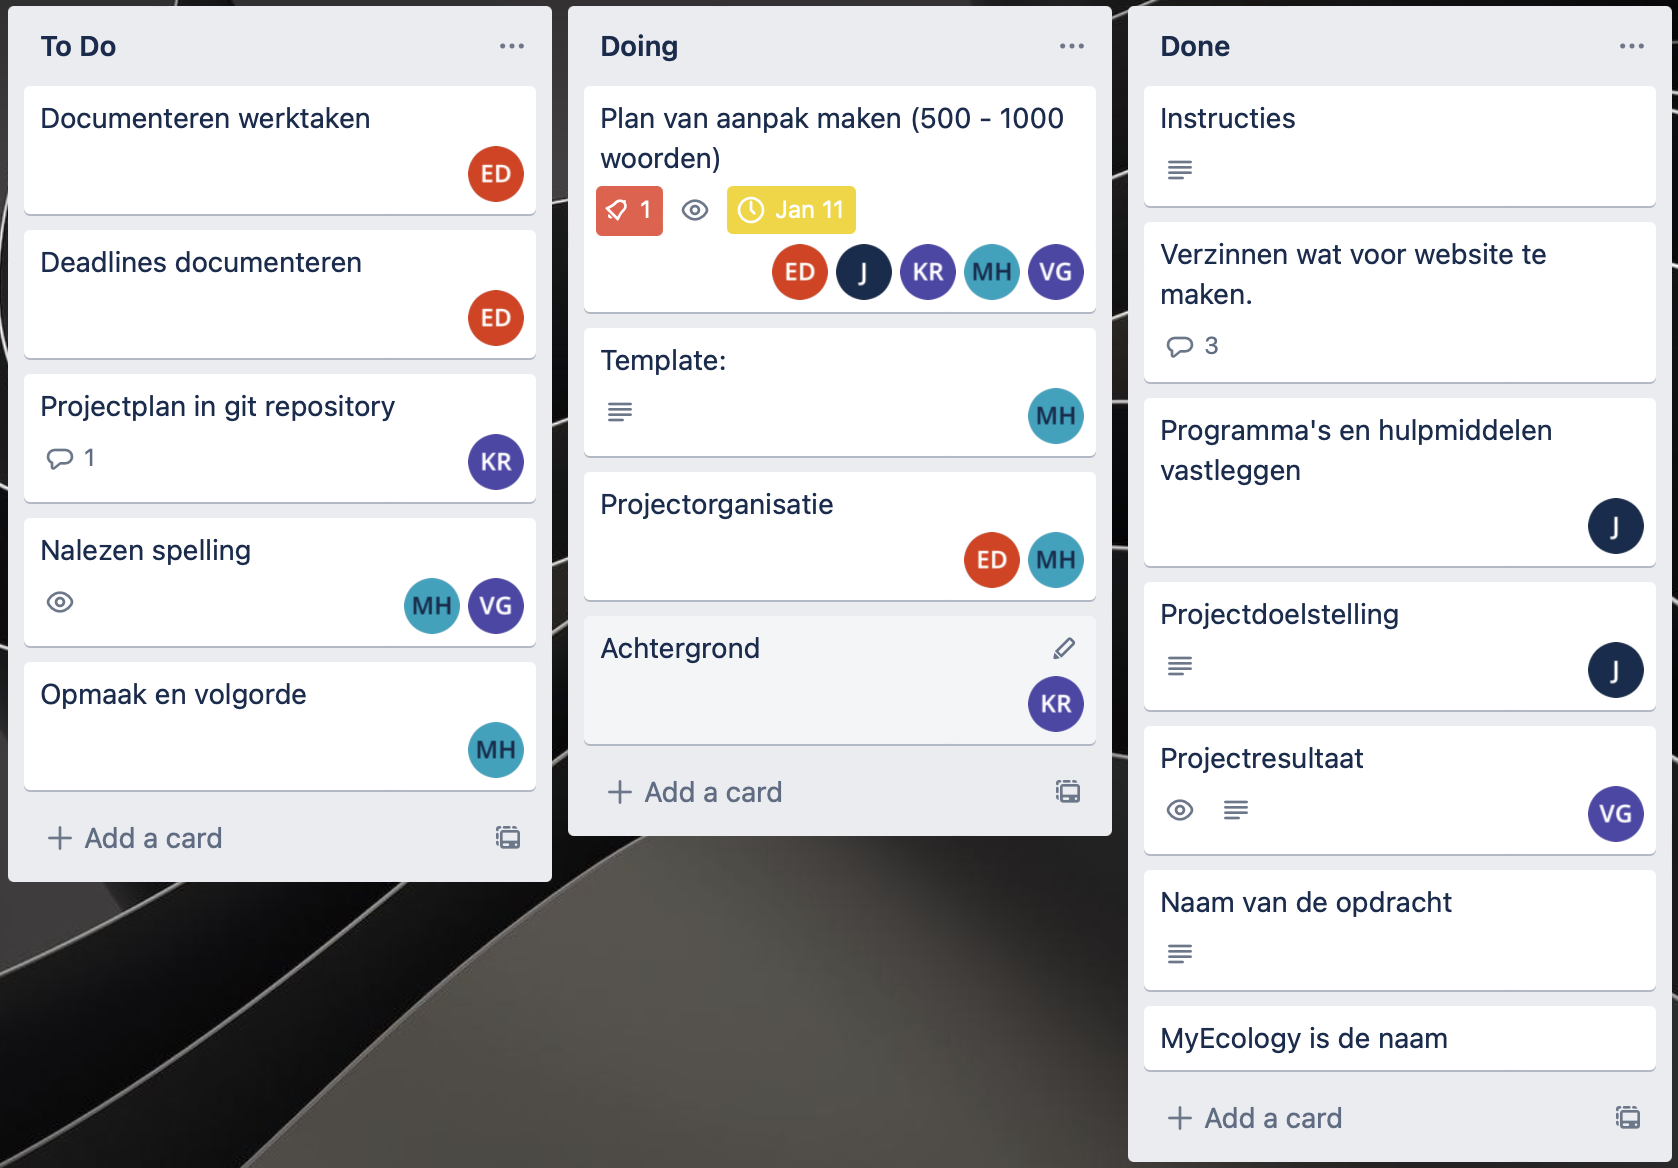 To Do
Documenteren werktaken
ED
Deadlines documenteren
ED
Projectplan in git repository
1
KR
Nalezen spelling
MH VG
Opmaak en volgorde
MH
Add a card
Doing
Plan van aanpak maken (500 - 1000
woorden)
1 Jan 11
ED J KR MH VG
Template:
MH
Projectorganisatie
ED MH
Achtergrond
KR
Add a card
Done
Instructies
Verzinnen wat voor website te
maken.
3
Programma's en hulpmiddelen
vastleggen
J
Projectdoelstelling
J
Projectresultaat
VG
Naam van de opdracht
MyEcology is de naam
Add a card